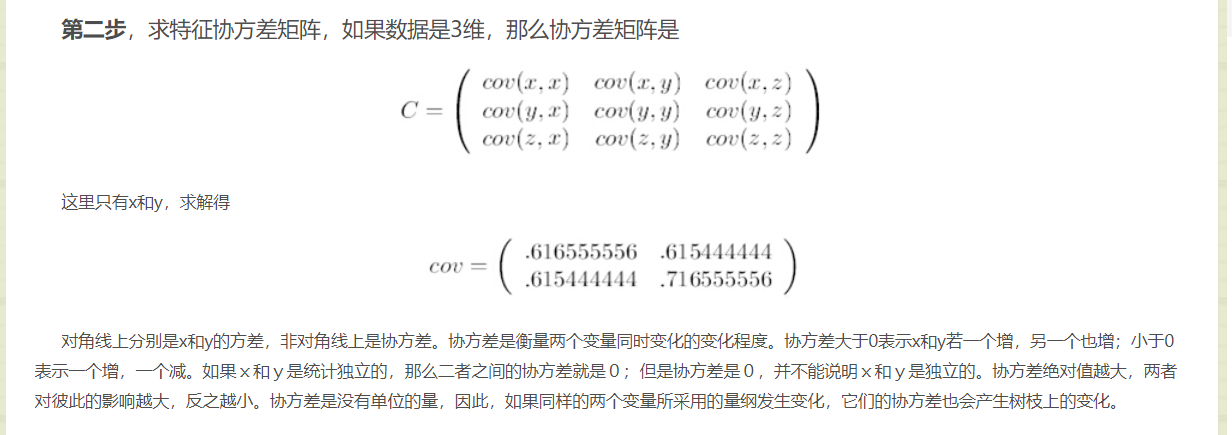 第二步，求特征协方差矩阵，如果数据是3维，那么协方差矩阵是
C = ( cov(x, x) cov(x, y) cov(x, z)
cov(y, x) cov(y, y) cov(y, z)
cov(z, x) cov(z, y) cov(z, z) )
这里只有x和y，求解得
cov = ( .616555556 .615444444
.615444444 .716555556 )
对角线上分别是x和y的方差，非对角线上是协方差。协方差是衡量两个变量同时变化的变化程度。协方差大于0表示x和y若一个增，另一个也增；小于0
表示一个增，一个减。如果ｘ和ｙ是统计独立的，那么二者之间的协方差就是０；但是协方差是０，并不能说明ｘ和ｙ是独立的。协方差绝对值越大，两者
对彼此的影响越大，反之越小。协方差是没有单位的量，因此，如果同样的两个变量所采用的量纲发生变化，它们的协方差也会产生树枝上的变化。